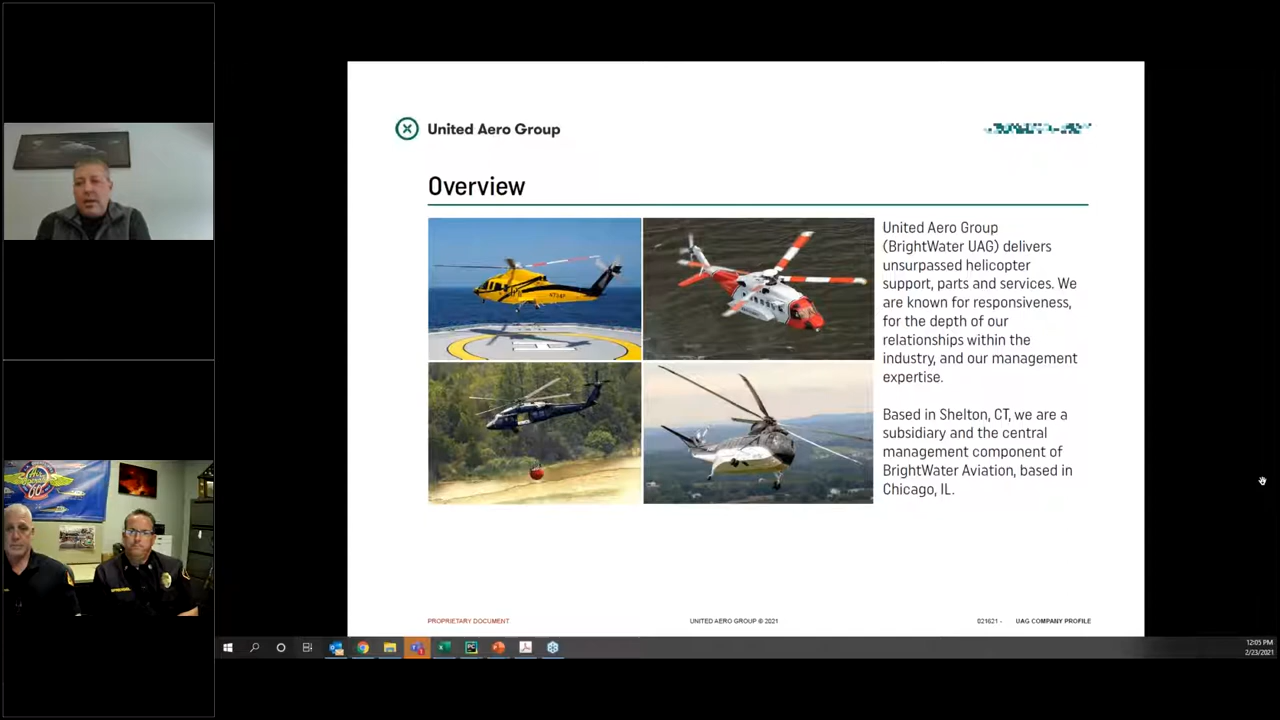 United Aero Group
Overview
United Aero Group
(BrightWater UAG) delivers
unsurpassed helicopter
support, parts and services. We
are known for responsiveness,
for the depth of our
relationships within the
industry, and our management
expertise.
Based in Shelton, CT, we are a
subsidiary and the central
management component of
BrightWater Aviation, based in
Chicago, IL.
PROPRIETARY DOCUMENT
UNITED AERO GROUP © 2021
021621 - UAG COMPANY PROFILE
12:05 PM
2/23/2021